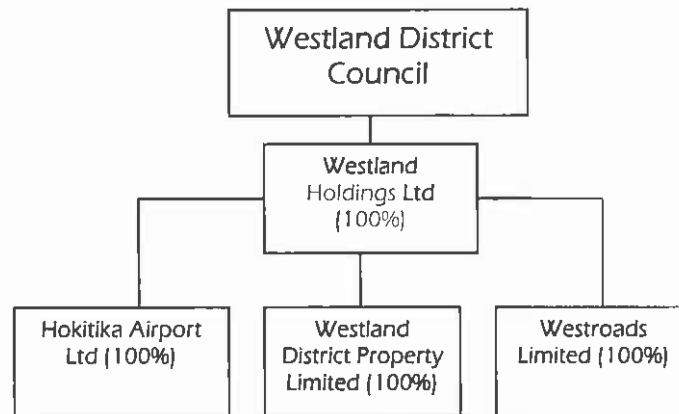 Westland District
Council
Westland
Holdings Ltd
(100%)
Hokitika Airport
Ltd (100%)
Westland
District Property
Limited (100%)
Westroads
Limited (100%)